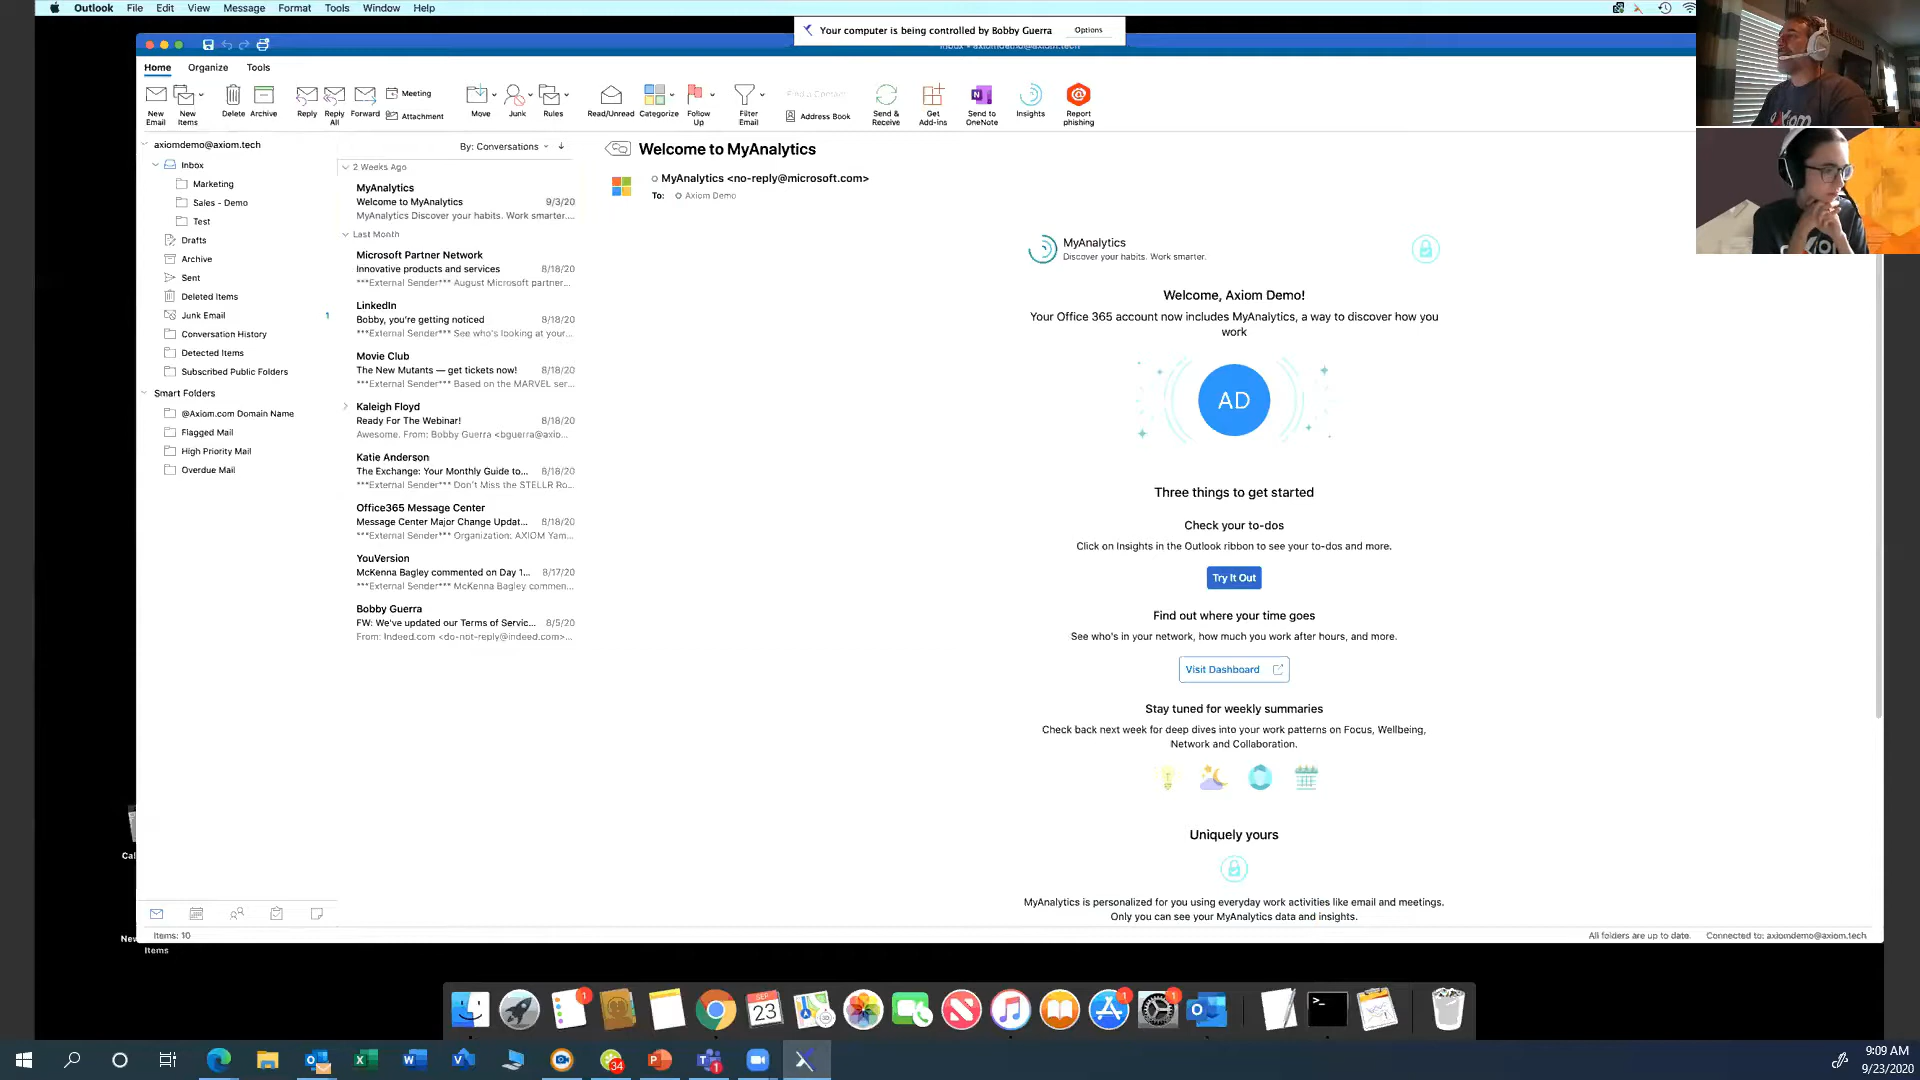 Outlook File Edit View Message Format Tools Window Help
Your computer is being controlled by Bobby Guerra Options
Inbox - axiomdemo@axiom.tech
Home Organize Tools
New Email
New Items
Delete
Archive
Reply
Reply All
Forward
Meeting
Attachment
Move
Junk
Rules
Read/Unread
Categorize
Follow Up
Filter Email
Find a Contact
Address Book
Send & Receive
Get Add-ins
Send to OneNote
Insights
Report phishing
axiomdemo@axiom.tech
Inbox
Marketing
Sales - Demo
Test
Drafts
Archive
Sent
Deleted Items
Junk Email 1
Conversation History
Detected Items
Subscribed Public Folders
Smart Folders
@Axiom.com Domain Name
Flagged Mail
High Priority Mail
Overdue Mail
Items: 10
By: Conversations
2 Weeks Ago
MyAnalytics
Welcome to MyAnalytics 9/3/20
MyAnalytics Discover your habits. Work smarter....
Last Month
Microsoft Partner Network
Innovative products and services 8/18/20
***External Sender*** August Microsoft partner...
LinkedIn
Bobby, you're getting noticed 8/18/20
***External Sender*** See who's looking at your...
Movie Club
The New Mutants — get tickets now! 8/18/20
***External Sender*** Based on the MARVEL ser...
Kaleigh Floyd
Ready For The Webinar! 8/18/20
Awesome. From: Bobby Guerra <bguerra@axio...
Katie Anderson
The Exchange: Your Monthly Guide to... 8/18/20
***External Sender*** Don't Miss the STELLR Ro...
Office365 Message Center
Message Center Major Change Updat... 8/18/20
***External Sender*** Organization: AXIOM Yam...
YouVersion
McKenna Bagley commented on Day 1... 8/17/20
***External Sender*** McKenna Bagley commen...
Bobby Guerra
FW: We've updated our Terms of Servic... 8/5/20
From: Indeed.com <do-not-reply@indeed.com>...
Welcome to MyAnalytics
MyAnalytics <no-reply@microsoft.com>
To: Axiom Demo
MyAnalytics
Discover your habits. Work smarter.
Welcome, Axiom Demo!
Your Office 365 account now includes MyAnalytics, a way to discover how you
work
AD
Three things to get started
Check your to-dos
Click on Insights in the Outlook ribbon to see your to-dos and more.
Try It Out
Find out where your time goes
See who's in your network, how much you work after hours, and more.
Visit Dashboard
Stay tuned for weekly summaries
Check back next week for deep dives into your work patterns on Focus, Wellbeing,
Network and Collaboration.
Uniquely yours
MyAnalytics is personalized for you using everyday work activities like email and meetings.
Only you can see your MyAnalytics data and insights.
All folders are up to date. Connected to: axiomdemo@axiom.tech
Cal
New
Items
1
SEP
23
1
1
34
1
9:09 AM
9/23/2020